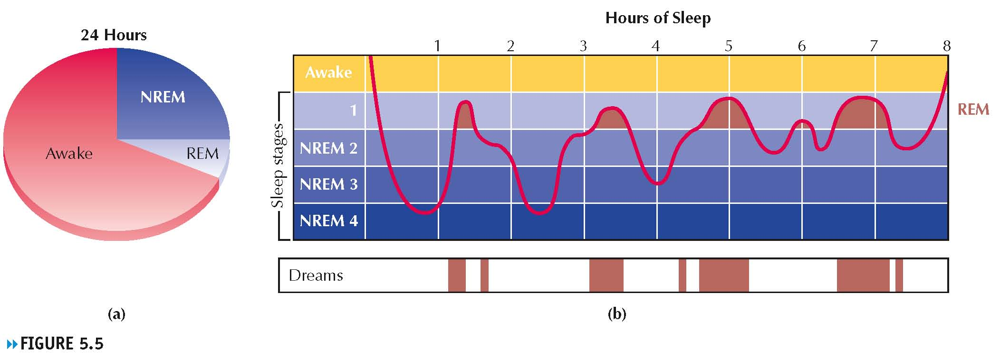 24 Hours
NREM
REM
Awake
(a)
Hours of Sleep
1 2 3 4 5 6 7 8
Awake
1
NREM 2
NREM 3
NREM 4
Sleep stages
REM
Dreams
(b)
FIGURE 5.5